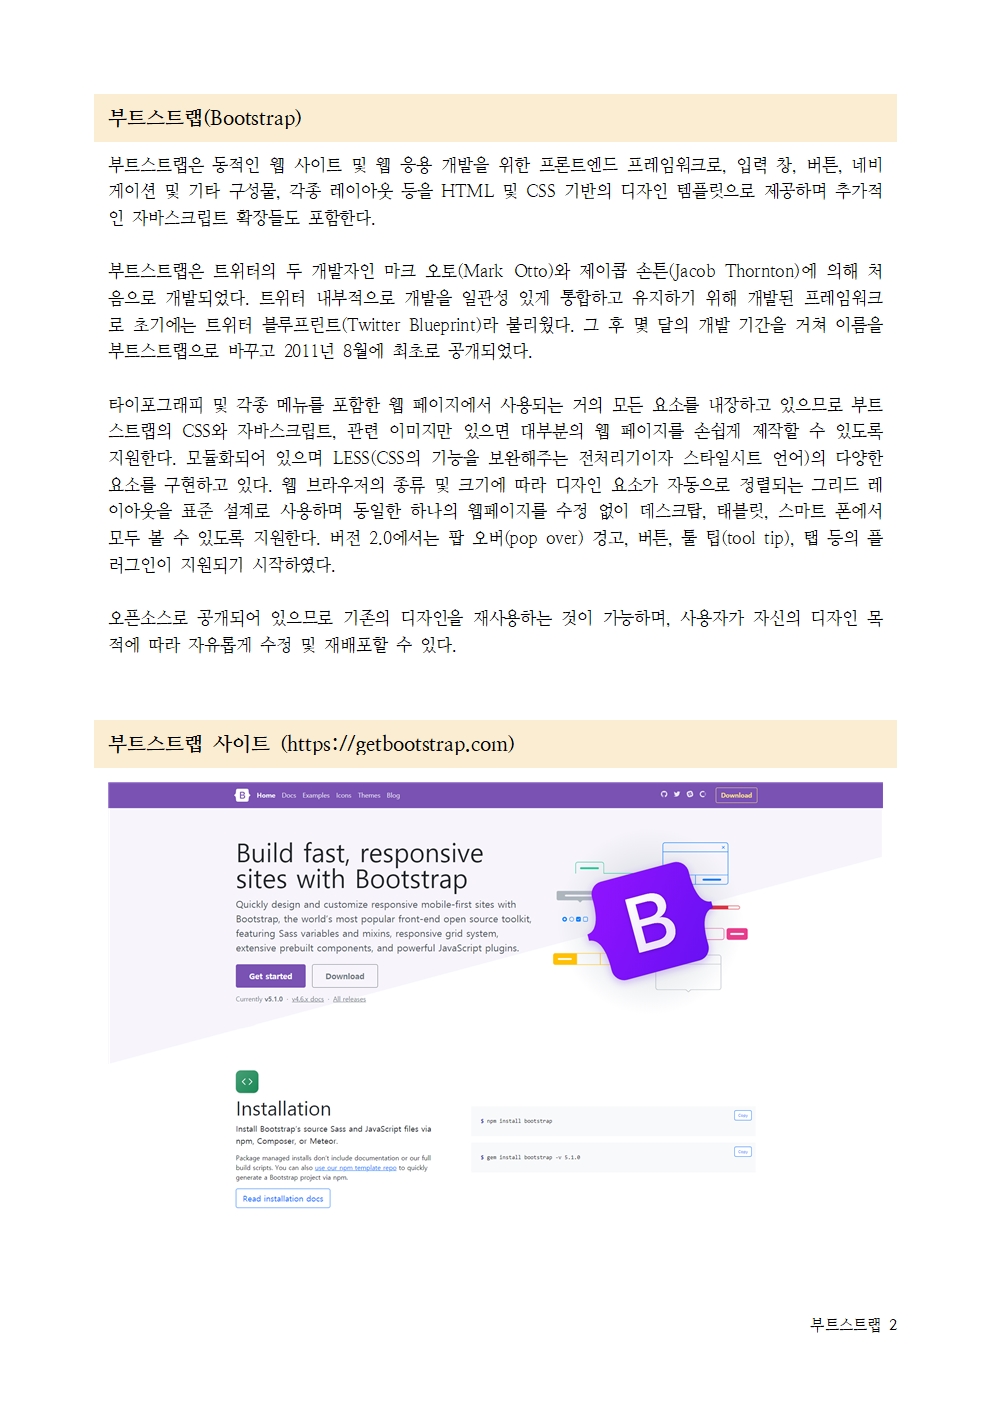 부트스트랩(Bootstrap)
부트스트랩은 동적인 웹 사이트 및 웹 응용 개발을 위한 프론트엔드 프레임워크로, 입력 창, 버튼, 네비
게이션 및 기타 구성물, 각종 레이아웃 등을 HTML 및 CSS 기반의 디자인 템플릿으로 제공하며 추가적
인 자바스크립트 확장들도 포함한다.
부트스트랩은 트위터의 두 개발자인 마크 오토(Mark Otto)와 제이콥 손튼(Jacob Thornton)에 의해 처
음으로 개발되었다. 트위터 내부적으로 개발을 일관성 있게 통합하고 유지하기 위해 개발된 프레임워크
로 초기에는 트위터 블루프린트(Twitter Blueprint)라 불리웠다. 그 후 몇 달의 개발 기간을 거쳐 이름을
부트스트랩으로 바꾸고 2011년 8월에 최초로 공개되었다.
타이포그래피 및 각종 메뉴를 포함한 웹 페이지에서 사용되는 거의 모든 요소를 내장하고 있으므로 부트
스트랩의 CSS와 자바스크립트, 관련 이미지만 있으면 대부분의 웹 페이지를 손쉽게 제작할 수 있도록
지원한다. 모듈화되어 있으며 LESS(CSS의 기능을 보완해주는 전처리기이자 스타일시트 언어)의 다양한
요소를 구현하고 있다. 웹 브라우저의 종류 및 크기에 따라 디자인 요소가 자동으로 정렬되는 그리드 레
이아웃을 표준 설계로 사용하며 동일한 하나의 웹페이지를 수정 없이 데스크탑, 태블릿, 스마트 폰에서
모두 볼 수 있도록 지원한다. 버전 2.0에서는 팝 오버(pop over) 경고, 버튼, 툴 팁(tool tip), 탭 등의 플
러그인이 지원되기 시작하였다.
오픈소스로 공개되어 있으므로 기존의 디자인을 재사용하는 것이 가능하며, 사용자가 자신의 디자인 목
적에 따라 자유롭게 수정 및 재배포할 수 있다.
부트스트랩 사이트 (https://getbootstrap.com)
B Home Docs Examples Icons Themes Blog Download
Build fast, responsive
sites with Bootstrap
Quickly design and customize responsive mobile-first sites with
Bootstrap, the world's most popular front-end open source toolkit,
featuring Sass variables and mixins, responsive grid system,
extensive prebuilt components, and powerful JavaScript plugins.
B
Get started Download
Currently v5.1.0 · v4.6.x docs · All releases
Installation
Install Bootstrap's source Sass and JavaScript files via
npm, Composer, or Meteor.
Package managed installs don't include documentation or our full
build scripts. You can also use our npm template repo to quickly
generate a Bootstrap project via npm.
Read installation docs
$ npm install bootstrap
Copy
$ gem install bootstrap -v 5.1.0
Copy
부트스트랩 2